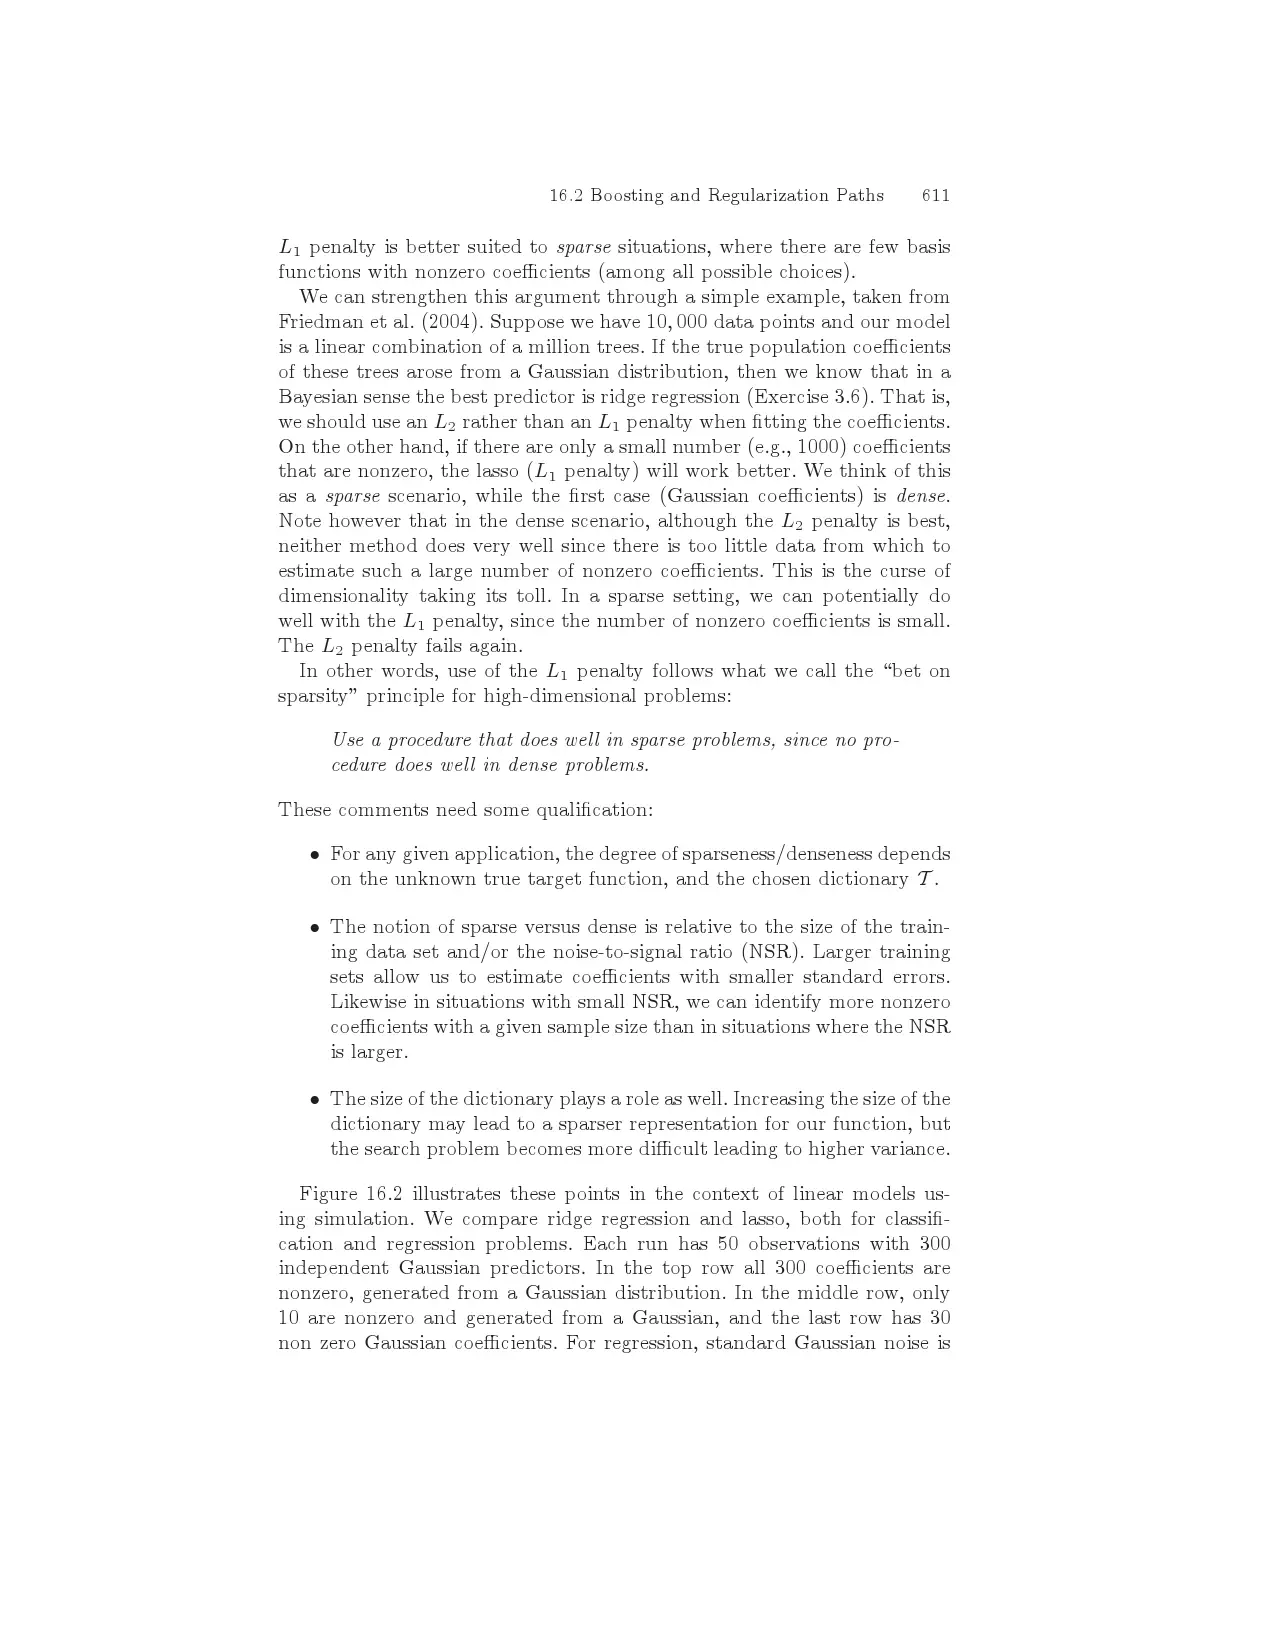 16.2 Boosting and Regularization Paths 611
L1 penalty is better suited to sparse situations, where there are few basis
functions with nonzero coefficients (among all possible choices).
We can strengthen this argument through a simple example, taken from
Friedman et al. (2004). Suppose we have 10, 000 data points and our model
is a linear combination of a million trees. If the true population coefficients
of these trees arose from a Gaussian distribution, then we know that in a
Bayesian sense the best predictor is ridge regression (Exercise 3.6). That is,
we should use an L2 rather than an L1 penalty when fitting the coefficients.
On the other hand, if there are only a small number (e.g., 1000) coefficients
that are nonzero, the lasso (L1 penalty) will work better. We think of this
as a sparse scenario, while the first case (Gaussian coefficients) is dense.
Note however that in the dense scenario, although the L2 penalty is best,
neither method does very well since there is too little data from which to
estimate such a large number of nonzero coefficients. This is the curse of
dimensionality taking its toll. In a sparse setting, we can potentially do
well with the L1 penalty, since the number of nonzero coefficients is small.
The L2 penalty fails again.
In other words, use of the L1 penalty follows what we call the “bet on
sparsity” principle for high-dimensional problems:
Use a procedure that does well in sparse problems, since no pro-
cedure does well in dense problems.
These comments need some qualification:
• For any given application, the degree of sparseness/denseness depends
on the unknown true target function, and the chosen dictionary T.
• The notion of sparse versus dense is relative to the size of the train-
ing data set and/or the noise-to-signal ratio (NSR). Larger training
sets allow us to estimate coefficients with smaller standard errors.
Likewise in situations with small NSR, we can identify more nonzero
coefficients with a given sample size than in situations where the NSR
is larger.
• The size of the dictionary plays a role as well. Increasing the size of the
dictionary may lead to a sparser representation for our function, but
the search problem becomes more difficult leading to higher variance.
Figure 16.2 illustrates these points in the context of linear models us-
ing simulation. We compare ridge regression and lasso, both for classifi-
cation and regression problems. Each run has 50 observations with 300
independent Gaussian predictors. In the top row all 300 coefficients are
nonzero, generated from a Gaussian distribution. In the middle row, only
10 are nonzero and generated from a Gaussian, and the last row has 30
non zero Gaussian coefficients. For regression, standard Gaussian noise is